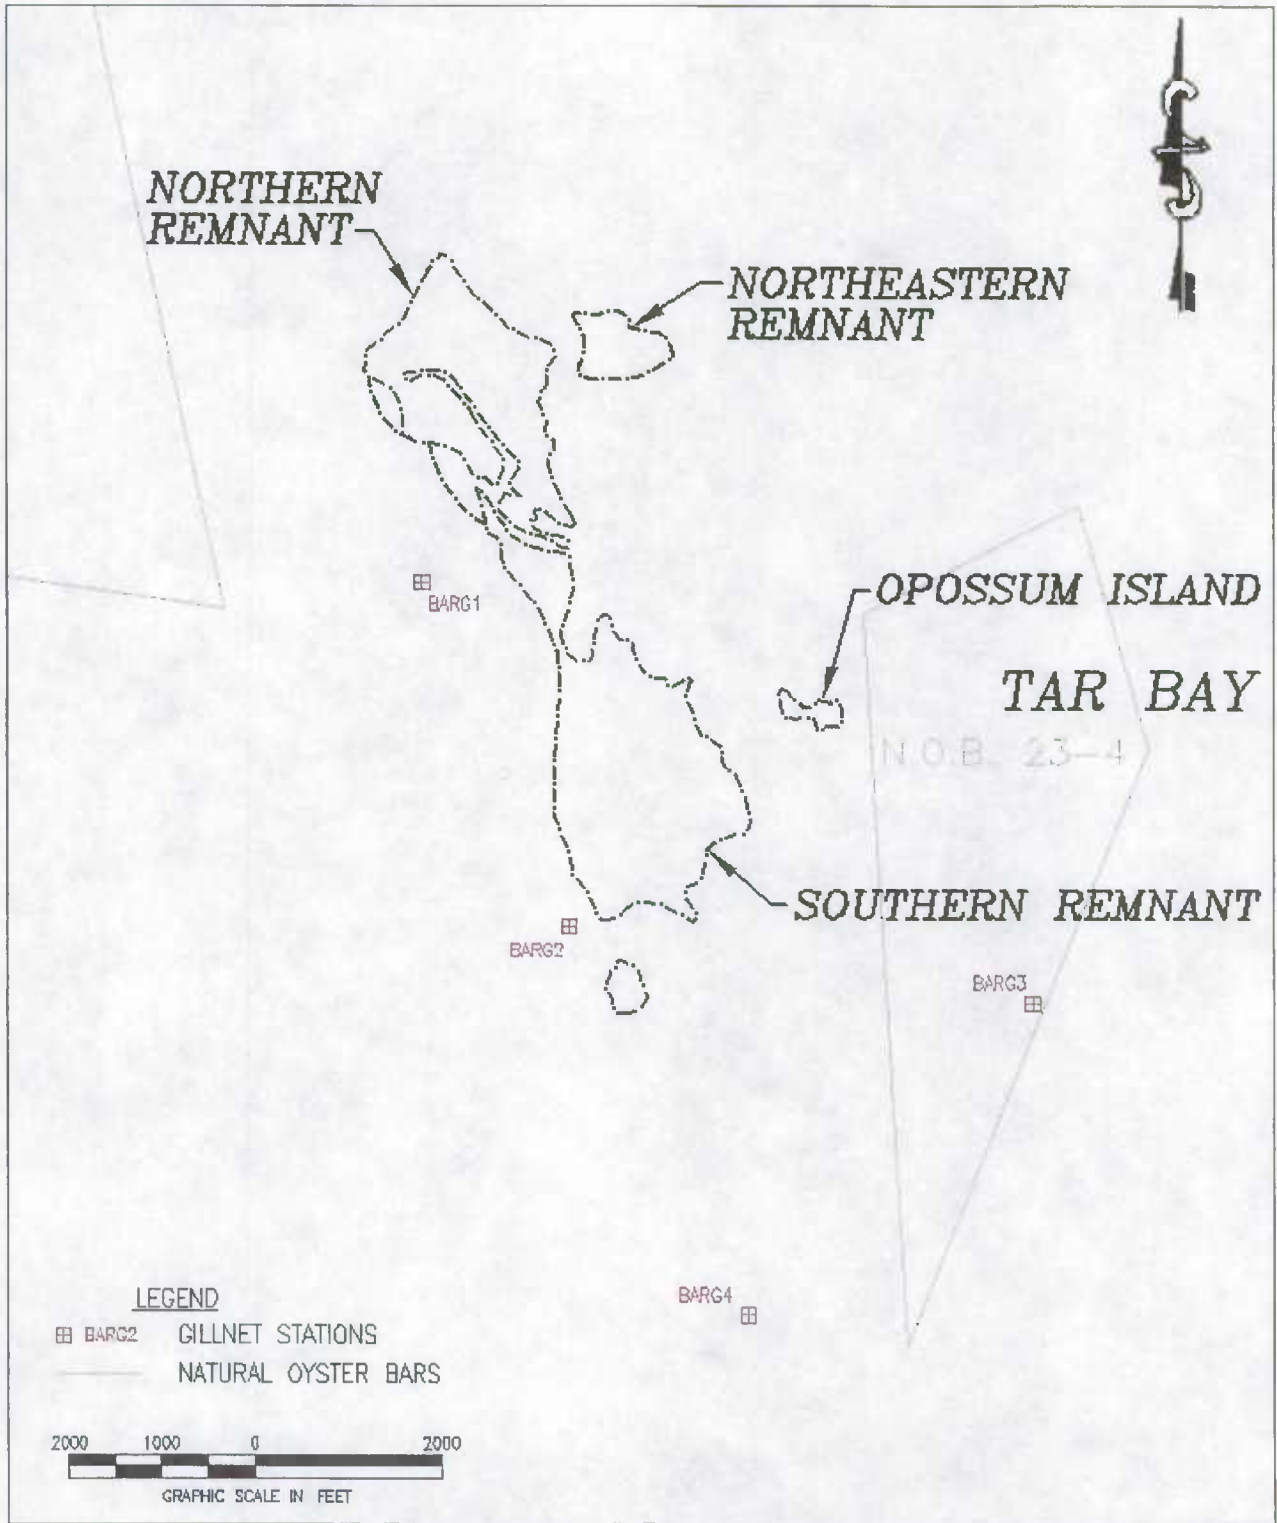 NORTHERN
REMNANT
NORTHEASTERN
REMNANT
BARG1
OPOSSUM ISLAND
TAR BAY
N.O.B. 23-4
SOUTHERN REMNANT
BARG2
BARG3
BARG4
LEGEND
BARG2 GILLNET STATIONS
NATURAL OYSTER BARS
2000 1000 0 2000
GRAPHIC SCALE IN FEET